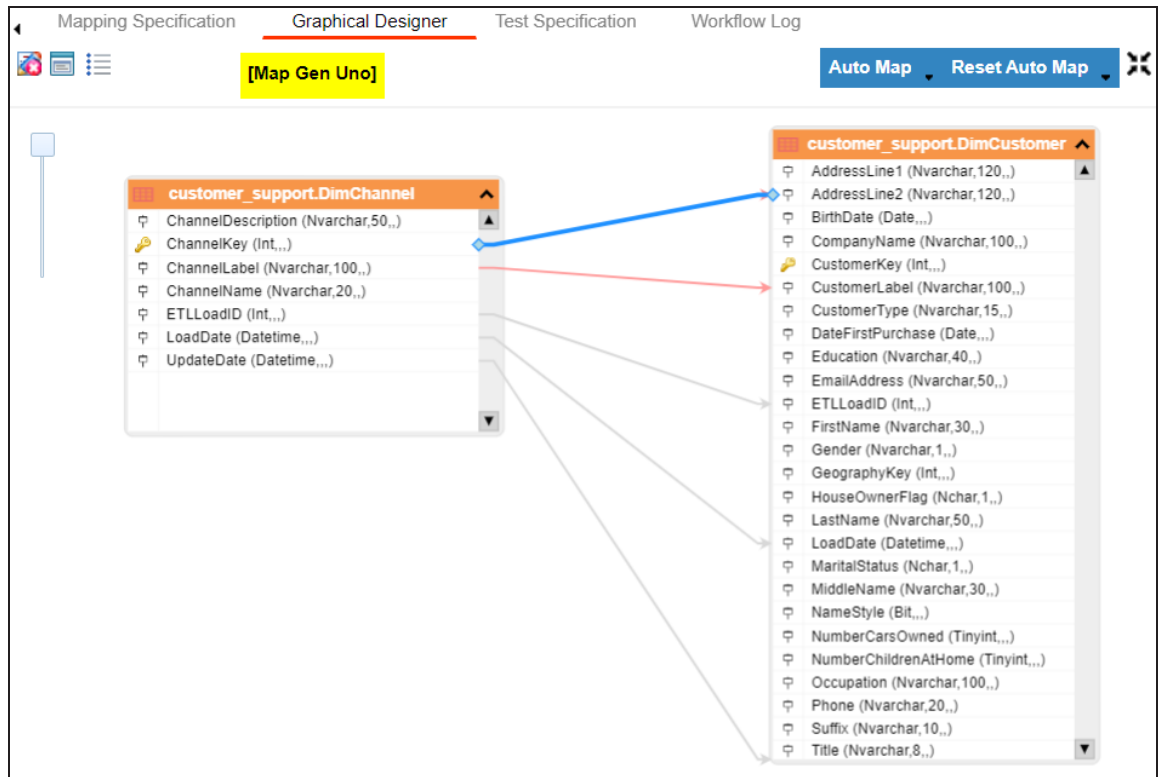 Mapping Specification
Graphical Designer
Test Specification
Workflow Log
[Map Gen Uno]
Auto Map
Reset Auto Map
customer_support.DimChannel
ChannelDescription (Nvarchar,50,,)
ChannelKey (Int,,,)
ChannelLabel (Nvarchar,100,,)
ChannelName (Nvarchar,20,,)
ETLLoadID (Int,,,)
LoadDate (Datetime,,,)
UpdateDate (Datetime,,,)
customer_support.DimCustomer
AddressLine1 (Nvarchar,120,,)
AddressLine2 (Nvarchar,120,,)
BirthDate (Date,,,)
CompanyName (Nvarchar,100,,)
CustomerKey (Int,,,)
CustomerLabel (Nvarchar,100,,)
CustomerType (Nvarchar,15,,)
DateFirstPurchase (Date,,,)
Education (Nvarchar,40,,)
EmailAddress (Nvarchar,50,,)
ETLLoadID (Int,,,)
FirstName (Nvarchar,30,,)
Gender (Nvarchar,1,,)
GeographyKey (Int,,,)
HouseOwnerFlag (Nchar,1,,)
LastName (Nvarchar,50,,)
LoadDate (Datetime,,,)
MaritalStatus (Nchar,1,,)
MiddleName (Nvarchar,30,,)
NameStyle (Bit,,,)
NumberCarsOwned (Tinyint,,,)
NumberChildrenAtHome (Tinyint,,,)
Occupation (Nvarchar,100,,)
Phone (Nvarchar,20,,)
Suffix (Nvarchar,10,,)
Title (Nvarchar,8,,)